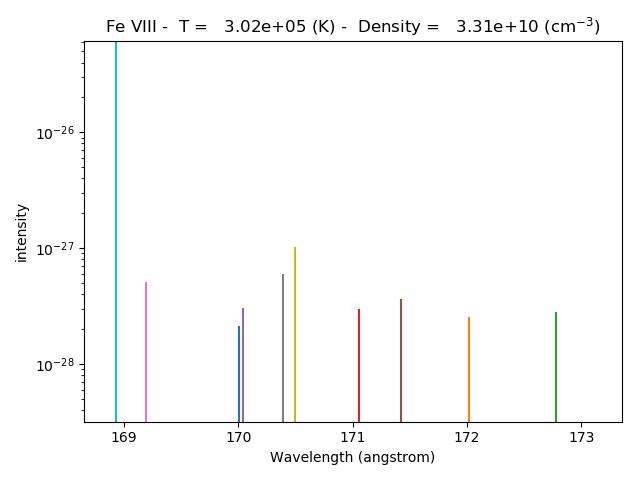 Fe VIII - T = 3.02e+05 (K) - Density = 3.31e+10 (cm⁻³)
intensity
10⁻²⁶
10⁻²⁷
10⁻²⁸
169 170 171 172 173
Wavelength (angstrom)